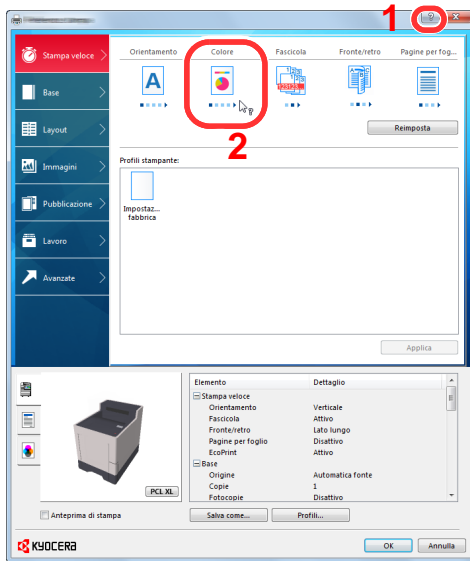 1
?
x
Stampa veloce
Base
Layout
Immagini
Pubblicazione
Lavoro
Avanzate
Orientamento Colore Fascicola Fronte/retro Pagine per fog...
A
2
Reimposta
Profili stampante:
Impostaz...
fabbrica
Applica
Elemento Dettaglio
Stampa veloce
Orientamento Verticale
Fascicola Attivo
Fronte/retro Lato lungo
Pagine per foglio Disattivo
EcoPrint Attivo
Base
Origine Automatica fonte
Copie 1
Fotocopie Disattivo
PCL XL
Anteprima di stampa
Salva come... Profili...
KYOCERA
OK Annulla